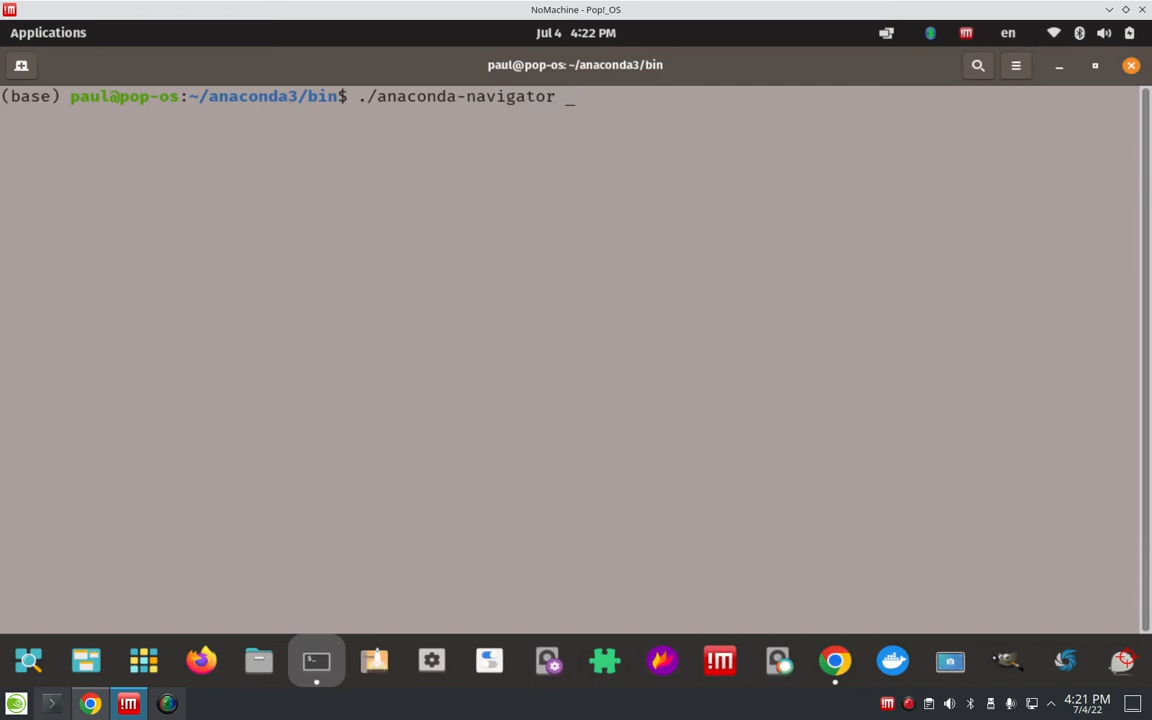 NoMachine - Pop!_OS
Applications
Jul 4 4:22 PM
en
paul@pop-os: ~/anaconda3/bin
(base) paul@pop-os:~/anaconda3/bin$ ./anaconda-navigator _
4:21 PM
7/4/22